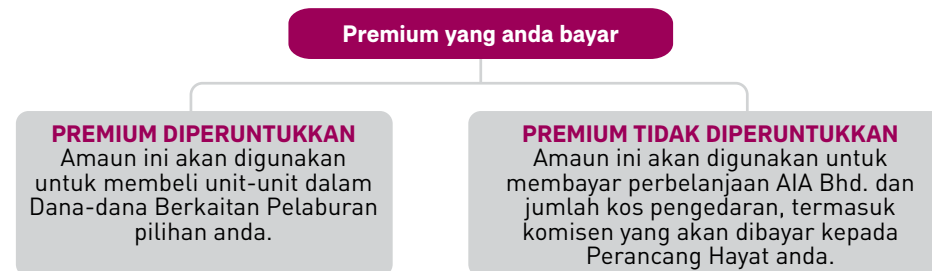 Premium yang anda bayar
PREMIUM DIPERUNTUKKAN
Amaun ini akan digunakan
untuk membeli unit-unit dalam
Dana-dana Berkaitan Pelaburan
pilihan anda.
PREMIUM TIDAK DIPERUNTUKKAN
Amaun ini akan digunakan untuk
membayar perbelanjaan AIA Bhd. dan
jumlah kos pengedaran, termasuk
komisen yang akan dibayar kepada
Perancang Hayat anda.